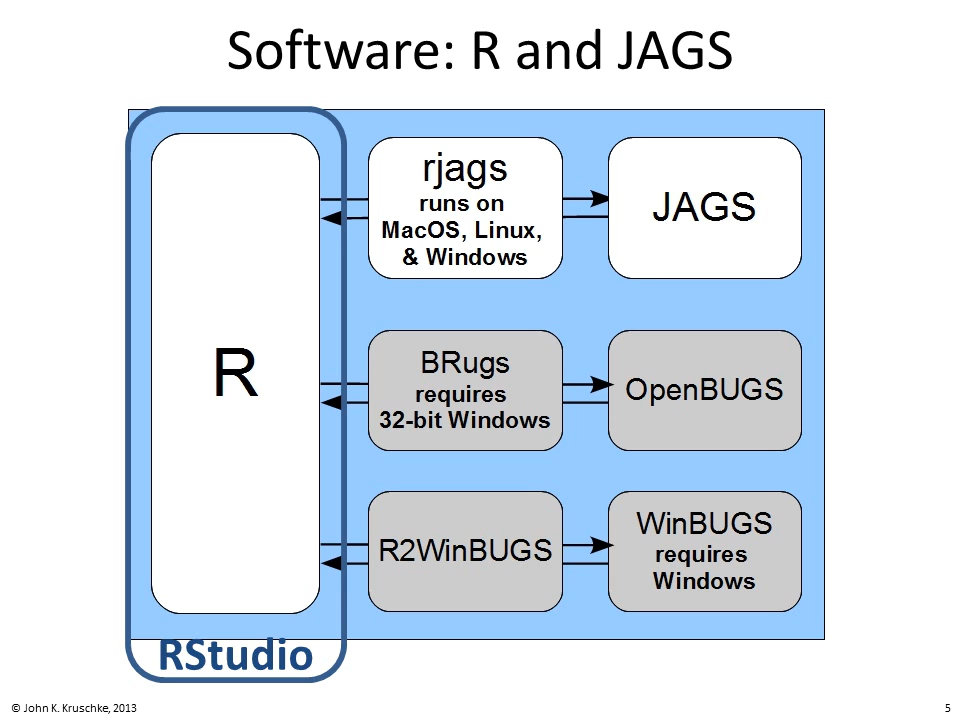 Software: R and JAGS
R
rjags
runs on
MacOS, Linux,
& Windows
JAGS
BRugs
requires
32-bit Windows
OpenBUGS
R2WinBUGS
WinBUGS
requires
Windows
RStudio
© John K. Kruschke, 2013
5